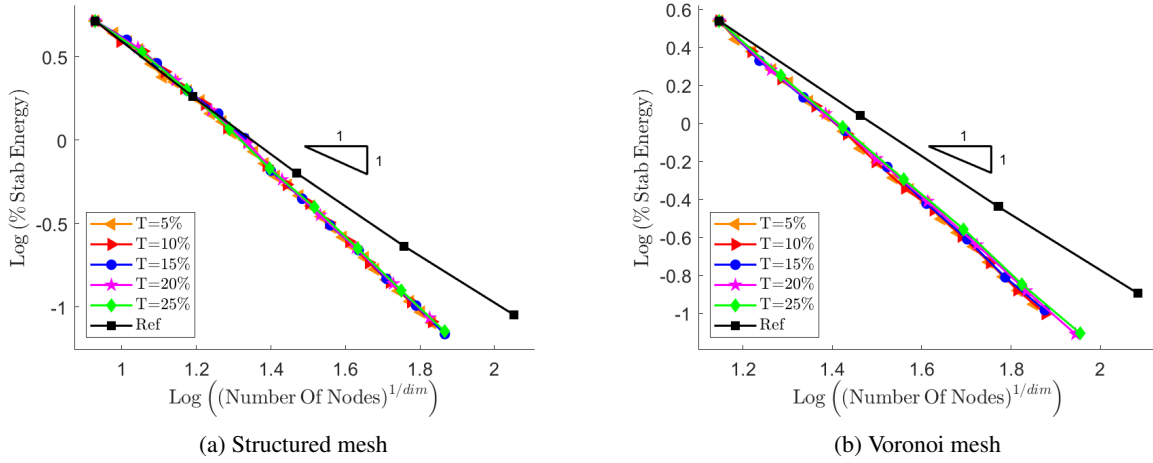 0.5
0
-0.5
-1
1
1.2
1.4
1.6
1.8
2
Log (% Stab Energy)
Log ((Number Of Nodes)^{1/dim})
1
1
T=5%
T=10%
T=15%
T=20%
T=25%
Ref
(a) Structured mesh
0.6
0.4
0.2
0
-0.2
-0.4
-0.6
-0.8
-1
1.2
1.4
1.6
1.8
2
Log (% Stab Energy)
Log ((Number Of Nodes)^{1/dim})
1
1
T=5%
T=10%
T=15%
T=20%
T=25%
Ref
(b) Voronoi mesh